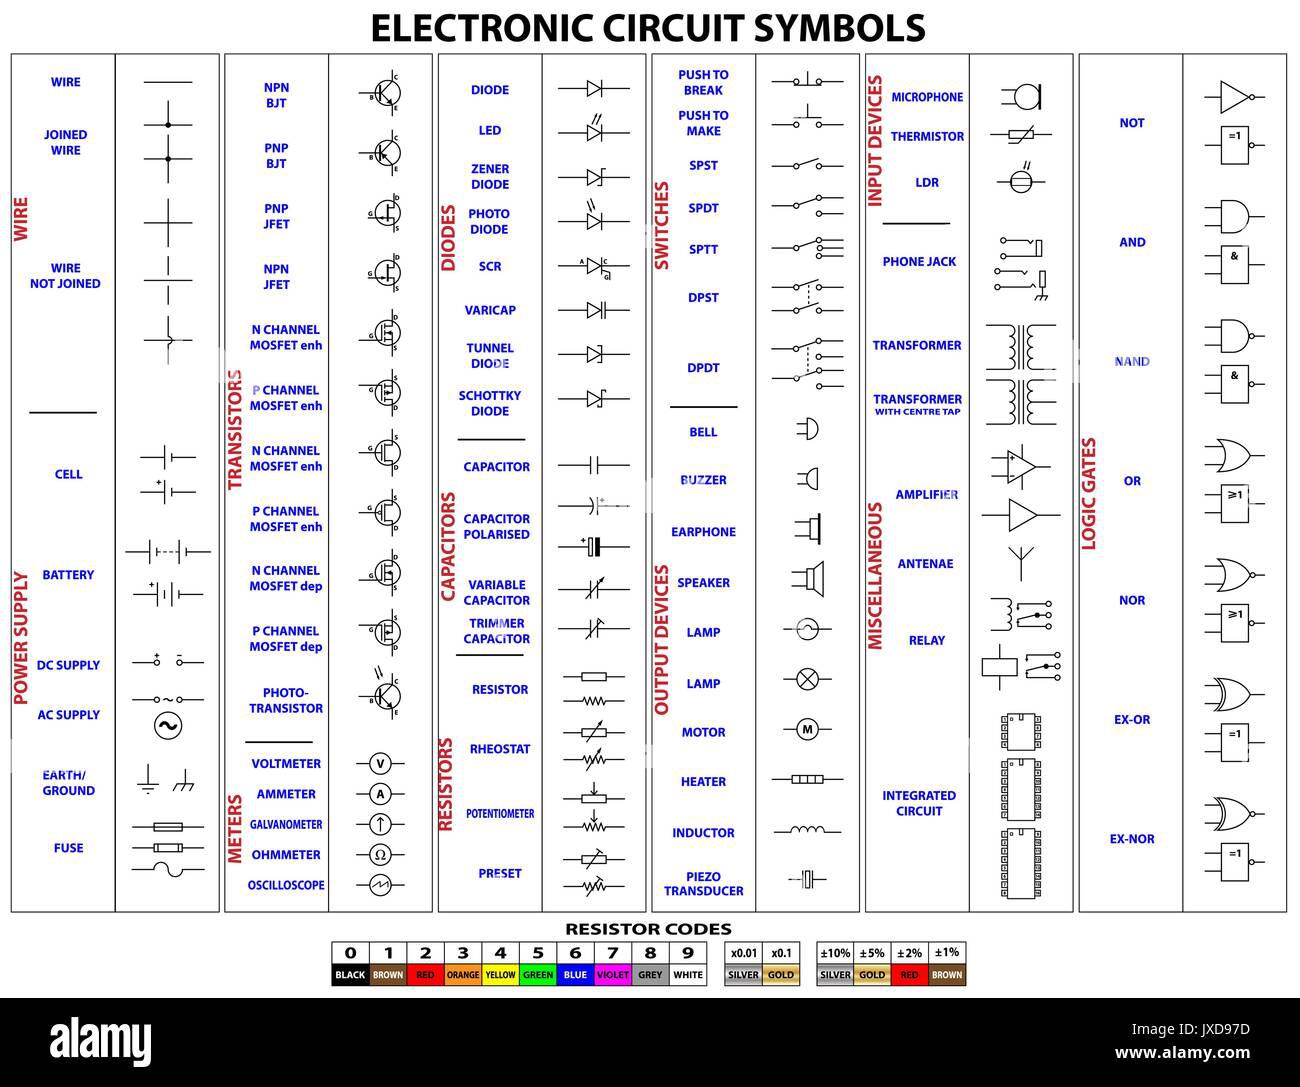 ELECTRONIC CIRCUIT SYMBOLS
WIRE
WIRE
JOINED
WIRE
WIRE
NOT JOINED
POWER SUPPLY
CELL
+
BATTERY
+
DC SUPPLY
+ −
AC SUPPLY
~
~
EARTH/
GROUND
FUSE
TRANSISTORS
NPN
BJT
C
B
E
PNP
BJT
C
B
E
PNP
JFET
D
G
S
NPN
JFET
D
G
S
N CHANNEL
MOSFET enh
D
G
S
P CHANNEL
MOSFET enh
S
G
D
N CHANNEL
MOSFET enh
S
G
D
P CHANNEL
MOSFET enh
S
G
D
N CHANNEL
MOSFET dep
D
G
S
P CHANNEL
MOSFET dep
D
G
S
PHOTO-
TRANSISTOR
C
B
E
METERS
VOLTMETER
V
AMMETER
A
GALVANOMETER
OHMMETER
Ω
OSCILLOSCOPE
DIODES
DIODE
LED
ZENER
DIODE
PHOTO
DIODE
SCR
A C
G
VARICAP
TUNNEL
DIODE
SCHOTTKY
DIODE
CAPACITORS
CAPACITOR
CAPACITOR
POLARISED
+
+
VARIABLE
CAPACITOR
TRIMMER
CAPACITOR
RESISTORS
RESISTOR
RHEOSTAT
POTENTIOMETER
PRESET
SWITCHES
PUSH TO
BREAK
PUSH TO
MAKE
SPST
SPDT
SPTT
DPST
DPDT
OUTPUT DEVICES
BELL
BUZZER
EARPHONE
SPEAKER
LAMP
LAMP
MOTOR
M
HEATER
INDUCTOR
PIEZO
TRANSDUCER
INPUT DEVICES
MICROPHONE
THERMISTOR
LDR
MISCELLANEOUS
PHONE JACK
TRANSFORMER
TRANSFORMER
WITH CENTRE TAP
AMPLIFIER
+
−
ANTENAE
RELAY
INTEGRATED
CIRCUIT
LOGIC GATES
NOT
=1
AND
&
NAND
&
OR
≥1
NOR
≥1
EX-OR
=1
EX-NOR
=1
RESISTOR CODES
0 1 2 3 4 5 6 7 8 9 x0.01 x0.1 ±10% ±5% ±2% ±1%
BLACK BROWN RED ORANGE YELLOW GREEN BLUE VIOLET GREY WHITE SILVER GOLD SILVER GOLD RED BROWN
alamy stock photo
JXD97D
www.alamy.com